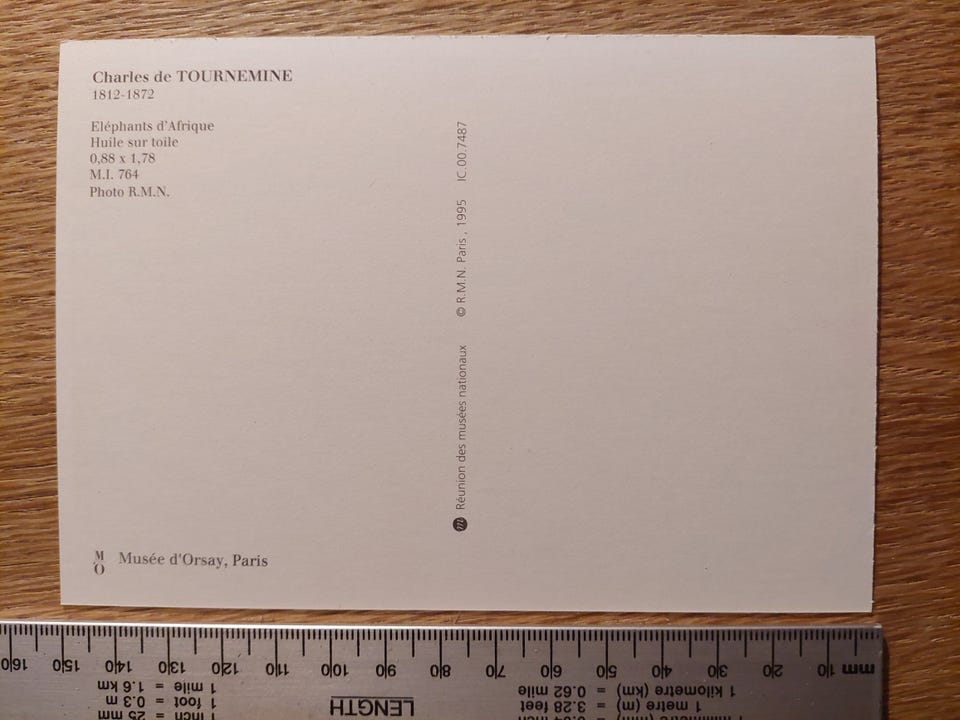 Charles de TOURNEMINE
1812-1872
Eléphants d'Afrique
Huile sur toile
0,88 x 1,78
M.I. 764
Photo R.M.N.
m Réunion des musées nationaux © R.M.N. Paris , 1995 IC.00.7487
M'O Musée d'Orsay, Paris
160 150 140 130 120 110 100 90 80 70 60 50 40 30 20 10 mm
1 mile = 1.6 km
1 foot = 0.3 m
1 inch = 25 mm
LENGTH
1 kilometre (km) = 0.62 mile
1 metre (m) = 3.28 feet